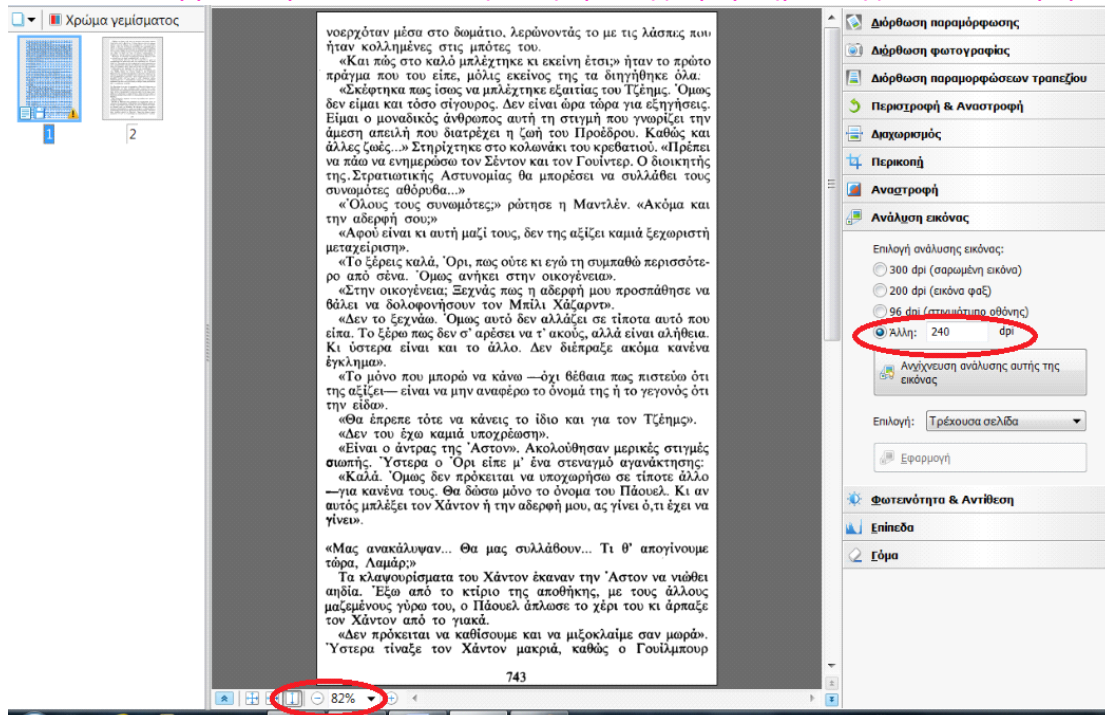 Χρώμα γεμίσματος
1
2
νοερχόταν μέσα στο δωμάτιο, λερώνοντάς το με τις λάσπες που
ήταν κολλημένες στις μπότες του.
«Και πώς στο καλό μπλέχτηκε κι εκείνη έτσι;» ήταν το πρώτο
πράγμα που του είπε, μόλις εκείνος της τα διηγήθηκε όλα.
«Σκέφτηκα πως ίσως να μπλέχτηκε εξαιτίας του Τζέημς. Όμως
δεν είμαι και τόσο σίγουρος. Δεν είναι ώρα τώρα για εξηγήσεις.
Είμαι ο μοναδικός άνθρωπος αυτή τη στιγμή που γνωρίζει την
άμεση απειλή που διατρέχει η ζωή του Προέδρου. Καθώς και
άλλες ζωές...» Στηρίχτηκε στο κολωνάκι του κρεβατιού. «Πρέπει
να πάω να ενημερώσω τον Σέντον και τον Γουίντερ. Ο διοικητής
της.Στρατιωτικής Αστυνομίας θα μπορέσει να συλλάβει τους
συνωμότες αθόρυβα...»
«Όλους τους συνωμότες;» ρώτησε η Μαντλέν. «Ακόμα και
την αδερφή σου;»
«Αφού είναι κι αυτή μαζί τους, δεν της αξίζει καμιά ξεχωριστή
μεταχείριση».
«Το ξέρεις καλά, Όρι, πως ούτε κι εγώ τη συμπαθώ περισσότε-
ρο από σένα. Όμως ανήκει στην οικογένεια».
«Στην οικογένεια; Ξεχνάς πως η αδερφή μου προσπάθησε να
βάλει να δολοφονήσουν τον Μπίλι Χάζαρντ».
«Δεν το ξεχνάω. Όμως αυτό δεν αλλάζει σε τίποτα αυτό που
είπα. Το ξέρω πως δεν σ' αρέσει να τ' ακούς, αλλά είναι αλήθεια.
Κι ύστερα είναι και το άλλο. Δεν διέπραξε ακόμα κανένα
έγκλημα».
«Το μόνο που μπορώ να κάνω —όχι βέβαια πως πιστεύω ότι
της αξίζει— είναι να μην αναφέρω το όνομά της ή το γεγονός ότι
την είδα».
«Θα έπρεπε τότε να κάνεις το ίδιο και για τον Τζέημς».
«Δεν του έχω καμιά υποχρέωση».
«Είναι ο άντρας της Άστον». Ακολούθησαν μερικές στιγμές
σιωπής. Ύστερα ο Όρι είπε μ' ένα στεναγμό αγανάκτησης:
«Καλά. Όμως δεν πρόκειται να υποχωρήσω σε τίποτε άλλο
—για κανένα τους. Θα δώσω μόνο το όνομα του Πάουελ. Κι αν
αυτός μπλέξει τον Χάντον ή την αδερφή μου, ας γίνει ό,τι έχει να
γίνει».
«Μας ανακάλυψαν... Θα μας συλλάβουν... Τι θ' απογίνουμε
τώρα, Λαμάρ;»
Τα κλαψουρίσματα του Χάντον έκαναν την Άστον να νιώθει
αηδία. Έξω από το κτίριο της αποθήκης, με τους άλλους
μαζεμένους γύρω του, ο Πάουελ άπλωσε το χέρι του κι άρπαξε
τον Χάντον από το γιακά.
«Δεν πρόκειται να καθίσουμε και να μιξοκλαίμε σαν μωρά».
Ύστερα τίναξε τον Χάντον μακριά, καθώς ο Γουίλμπουρ
743
82%
Διόρθωση παραμόρφωσης
Διόρθωση φωτογραφίας
Διόρθωση παραμορφώσεων τραπεζίου
Περιστροφή & Αναστροφή
Διαχωρισμός
Περικοπή
Αναστροφή
Ανάλυση εικόνας
Επιλογή ανάλυσης εικόνας:
300 dpi (σαρωμένη εικόνα)
200 dpi (εικόνα φαξ)
96 dpi (στιγμιότυπο οθόνης)
Άλλη: 240 dpi
Ανίχνευση ανάλυσης αυτής της
εικόνας
Επιλογή: Τρέχουσα σελίδα
Εφαρμογή
Φωτεινότητα & Αντίθεση
Επίπεδα
Γόμα